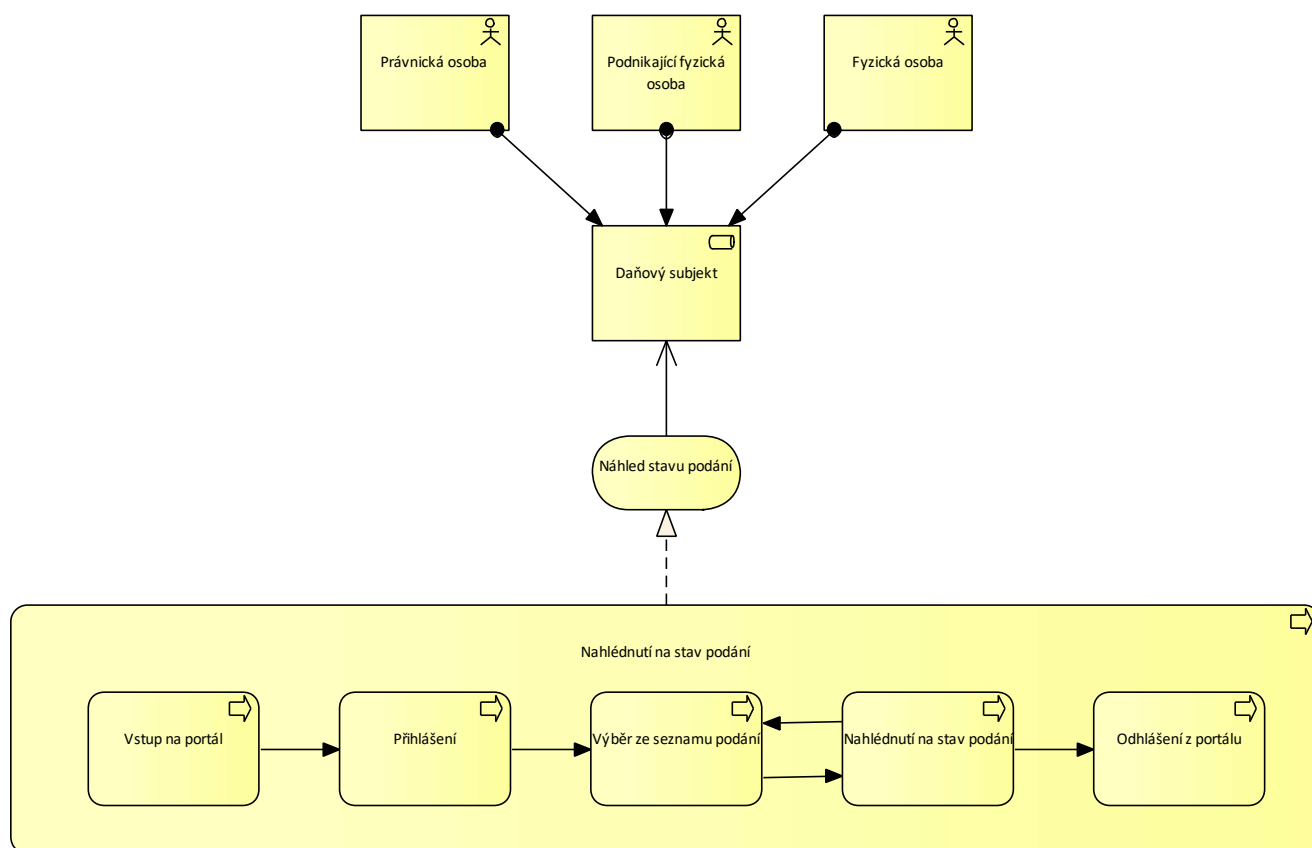 Právnická osoba
Podnikající fyzická
osoba
Fyzická osoba
Daňový subjekt
Náhled stavu podání
Nahlédnutí na stav podání
Vstup na portál
Přihlášení
Výběr ze seznamu podání
Nahlédnutí na stav podání
Odhlášení z portálu